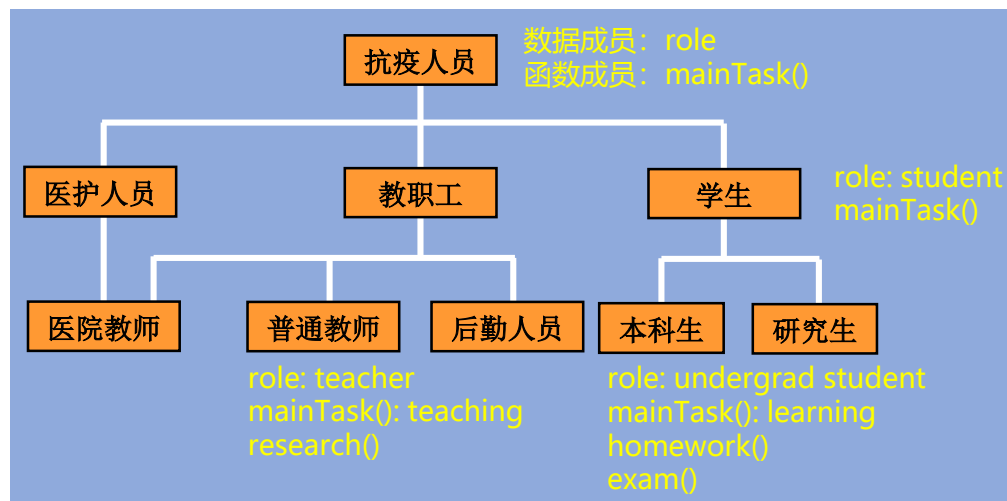 抗疫人员
数据成员：role
函数成员：mainTask()
医护人员
教职工
学生
role: student
mainTask()
医院教师
普通教师
后勤人员
本科生
研究生
role: teacher
mainTask(): teaching
research()
role: undergrad student
mainTask(): learning
homework()
exam()